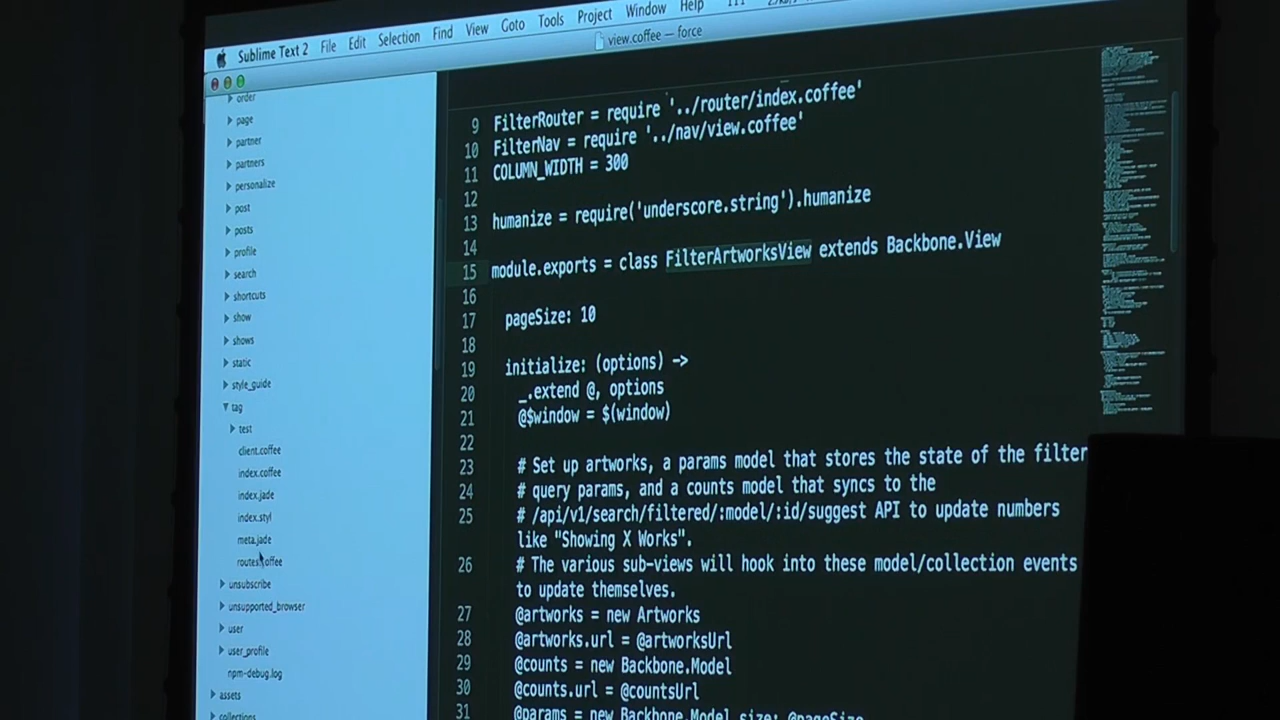 Sublime Text 2 File Edit Selection Find View Goto Tools Project Window Help
view.coffee — force
order
page
partner
partners
personalize
post
posts
profile
search
shortcuts
show
shows
static
style_guide
tag
test
client.coffee
index.coffee
index.jade
index.styl
meta.jade
routes.coffee
unsubscribe
unsupported_browser
user
user_profile
npm-debug.log
assets
collections
9 FilterRouter = require '../router/index.coffee'
10 FilterNav = require '../nav/view.coffee'
11 COLUMN_WIDTH = 300
12
13 humanize = require('underscore.string').humanize
14
15 module.exports = class FilterArtworksView extends Backbone.View
16
17 pageSize: 10
18
19 initialize: (options) ->
20 _.extend @, options
21 @$window = $(window)
22
23 # Set up artworks, a params model that stores the state of the filter
24 # query params, and a counts model that syncs to the
25 # /api/v1/search/filtered/:model/:id/suggest API to update numbers
like "Showing X Works".
26 # The various sub-views will hook into these model/collection events
to update themselves.
27 @artworks = new Artworks
28 @artworks.url = @artworksUrl
29 @counts = new Backbone.Model
30 @counts.url = @countsUrl
31 @params = new Backbone.Model size: @pageSize